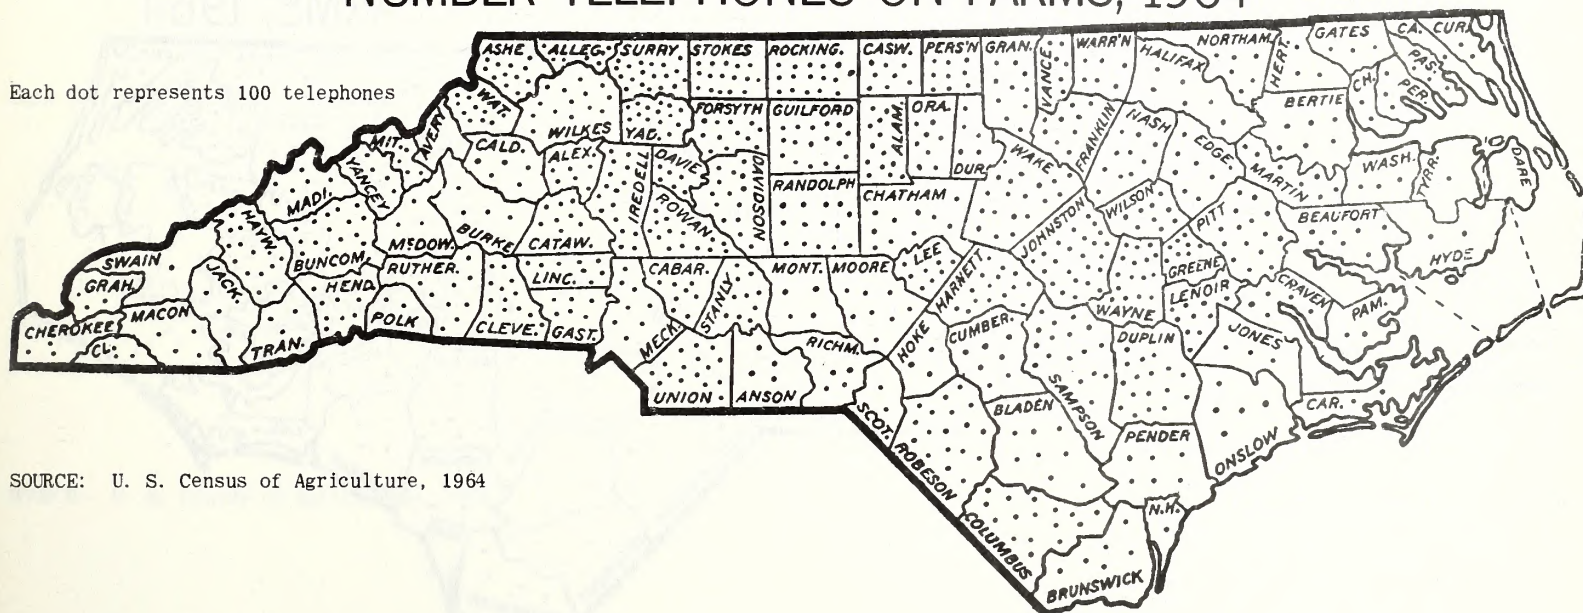 NUMBER TELEPHONES ON FARMS, 1964
Each dot represents 100 telephones
ASHE
ALLEG.
SURRY
STOKES
ROCKING.
CASW.
PERS'N
GRAN.
VANCE
WARR'N
HALIFAX
NORTHAM.
HERT.
GATES
CA.
CUR.
PAS.
PER.
CH.
BERTIE
WAT.
WILKES
YAD.
FORSYTH
GUILFORD
ALAM.
ORA.
DUR.
WAKE
FRANKLIN
NASH
EDGE.
MARTIN
WASH.
TYRR.
DARE
MIT.
AVERY
CALD.
ALEX.
IREDELL
DAVIE
DAVIDSON
RANDOLPH
CHATHAM
JOHNSTON
WILSON
PITT
BEAUFORT
HYDE
MADI.
YANCEY
HAYW.
BUNCOM.
McDOW.
BURKE
CATAW.
ROWAN
LEE
HARNETT
GREENE
LENOIR
CRAVEN
PAM.
SWAIN
GRAH.
JACK.
HEND.
RUTHER.
LINC.
CABAR.
STANLY
MONT.
MOORE
WAYNE
JONES
CHEROKEE
MACON
CL.
TRAN.
POLK
CLEVE.
GAST.
MECK.
RICHM.
HOKE
CUMBER.
DUPLIN
UNION
ANSON
SCOT.
ROBESON
BLADEN
SAMPSON
PENDER
ONSLOW
CAR.
COLUMBUS
N.H.
BRUNSWICK
SOURCE: U. S. Census of Agriculture, 1964